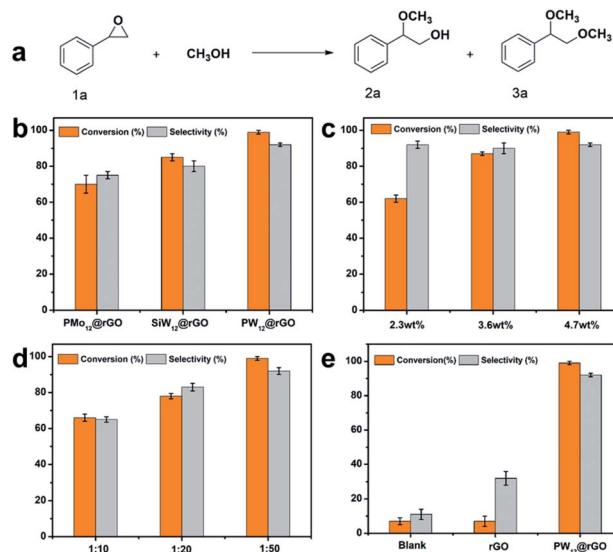 a
O
1a
+
CH₃OH
OCH₃
OH
2a
+
OCH₃
OCH₃
3a
b
Conversion (%) Selectivity (%)
100
80
60
40
20
0
PMo₁₂@rGO SiW₁₂@rGO PW₁₂@rGO
c
Conversion (%) Selectivity (%)
100
80
60
40
20
0
2.3wt% 3.6wt% 4.7wt%
d
Conversion (%) Selectivity (%)
100
80
60
40
20
0
1:10 1:20 1:50
e
Conversion(%) Selectivity(%)
100
80
60
40
20
0
Blank rGO PW₁₂@rGO